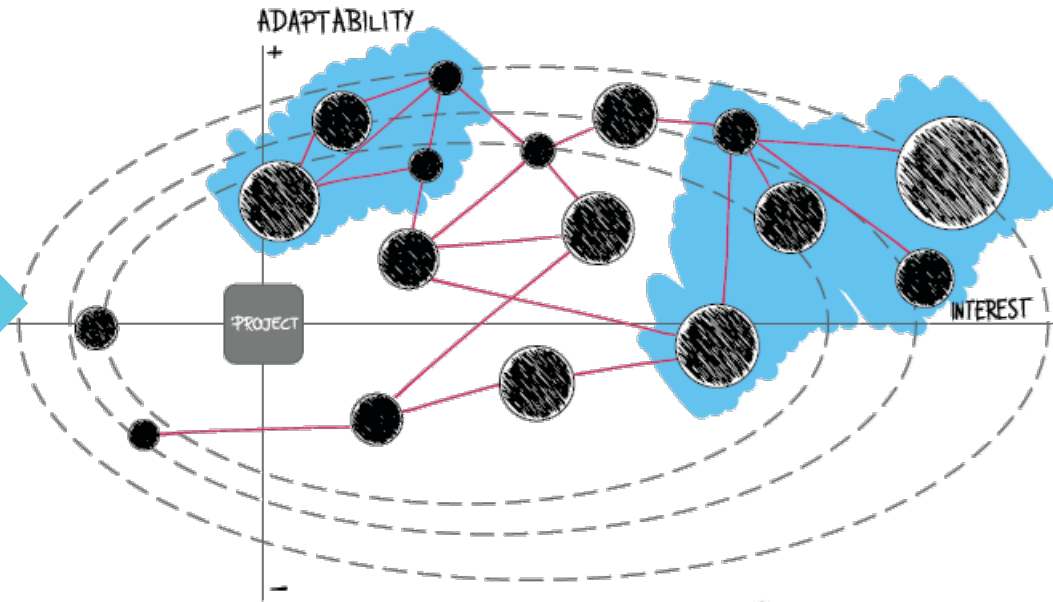 ADAPTABILITY
+
PROJECT
INTEREST
-